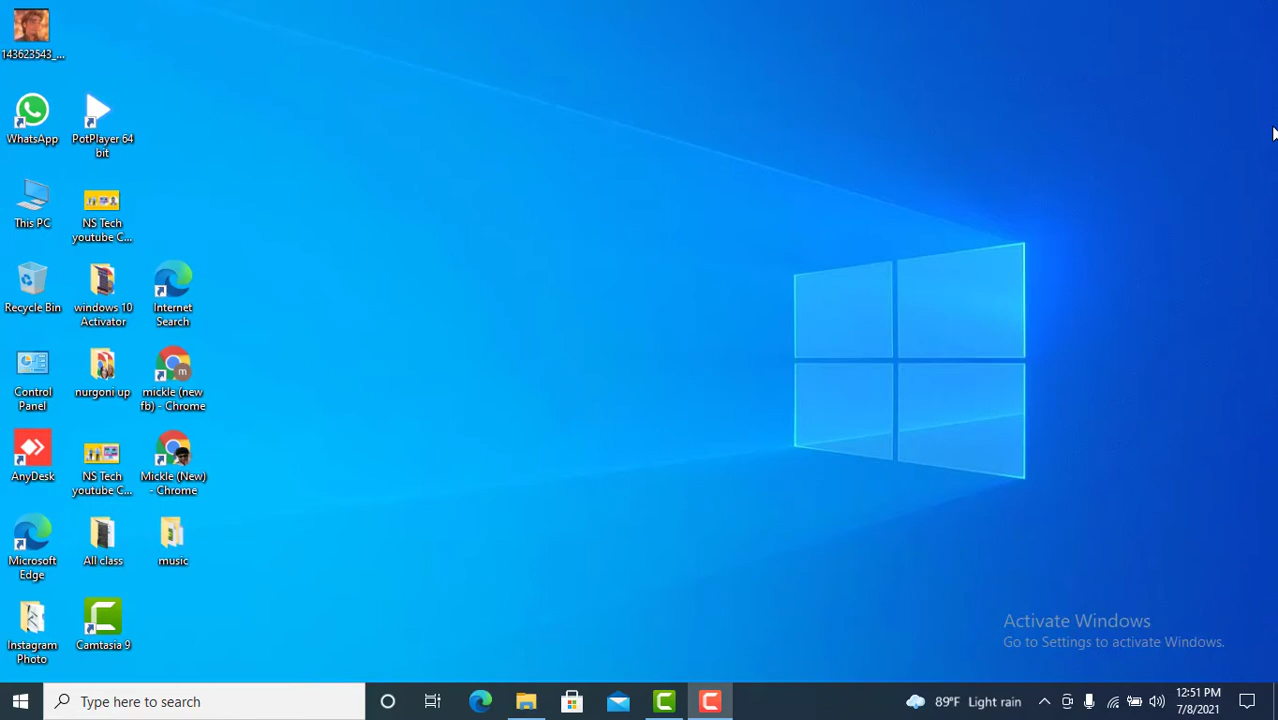 143623543_...
WhatsApp
PotPlayer 64
bit
This PC
NS Tech
youtube C...
Recycle Bin
windows 10
Activator
Internet
Search
Control
Panel
nurgoni up
mickle (new
fb) - Chrome
m
AnyDesk
NS Tech
youtube C...
Mickle (New)
- Chrome
Microsoft
Edge
All class
music
Instagram
Photo
Camtasia 9
Activate Windows
Go to Settings to activate Windows.
Type here to search
89°F Light rain
12:51 PM
7/8/2021